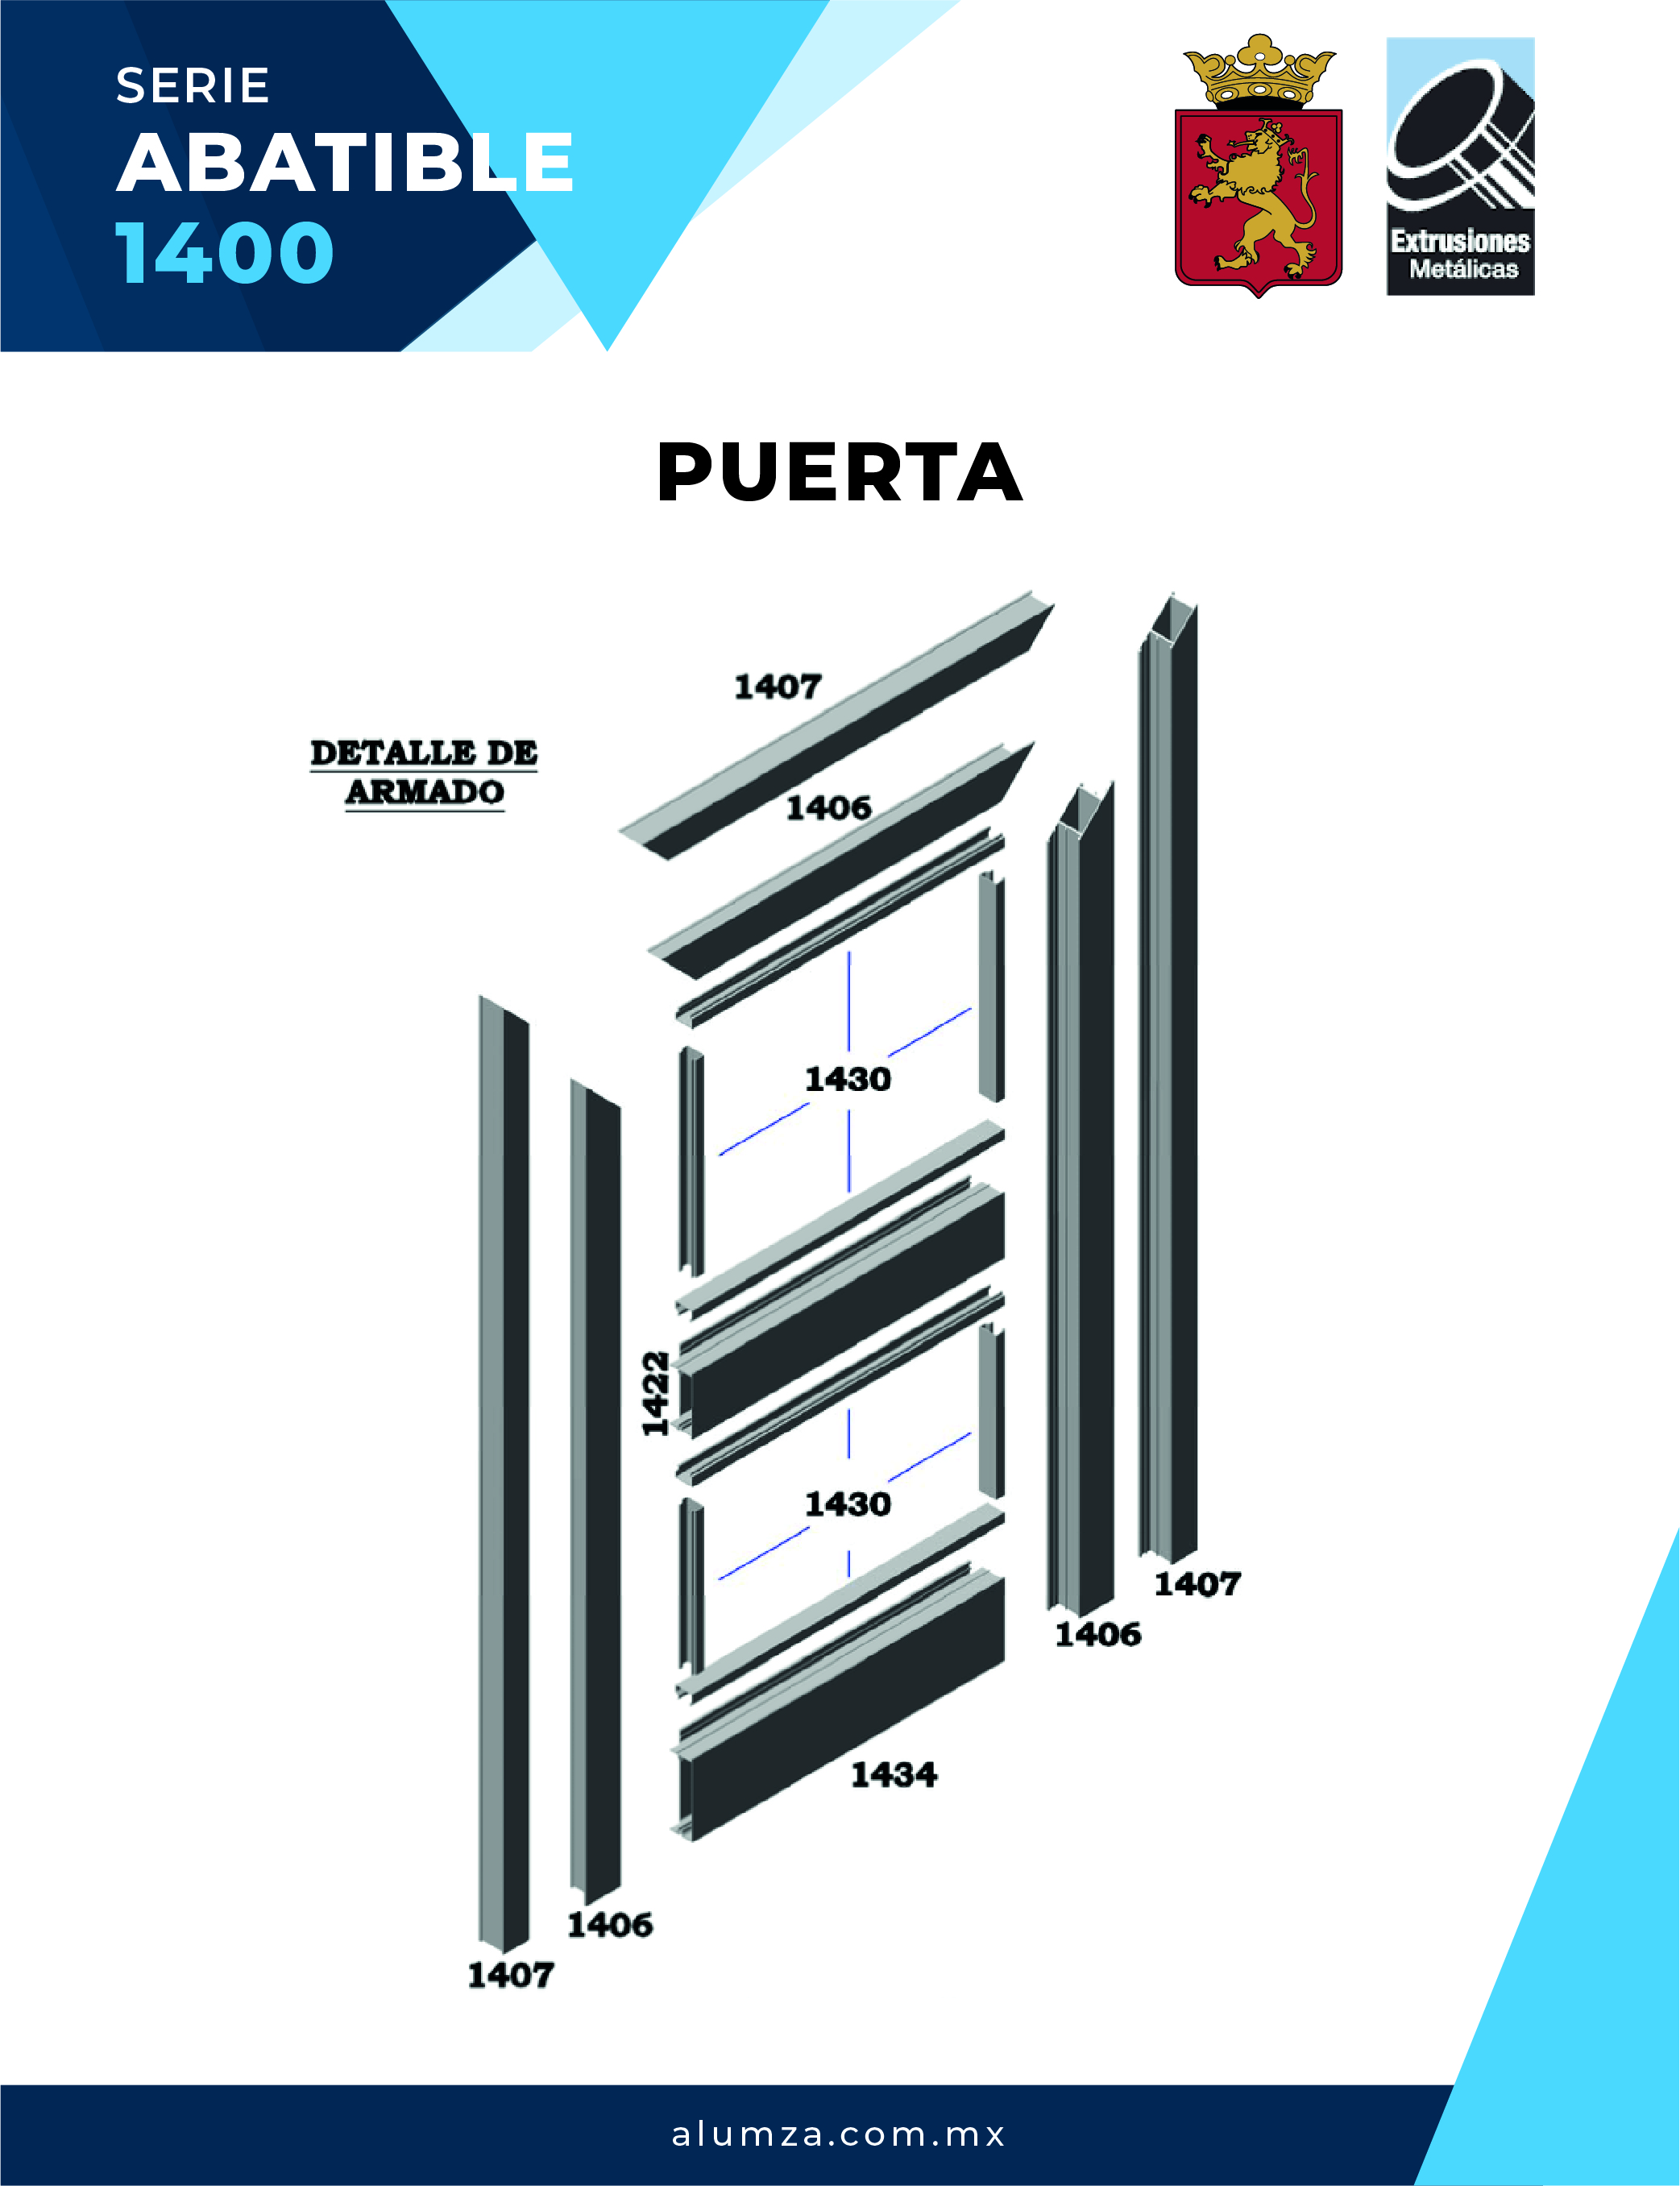 SERIE
ABATIBLE
1400
Extrusiones
Metálicas
PUERTA
1407
DETALLE DE
ARMADO
1406
1430
1422
1430
1407
1406
1434
1406
1407
alumza.com.mx